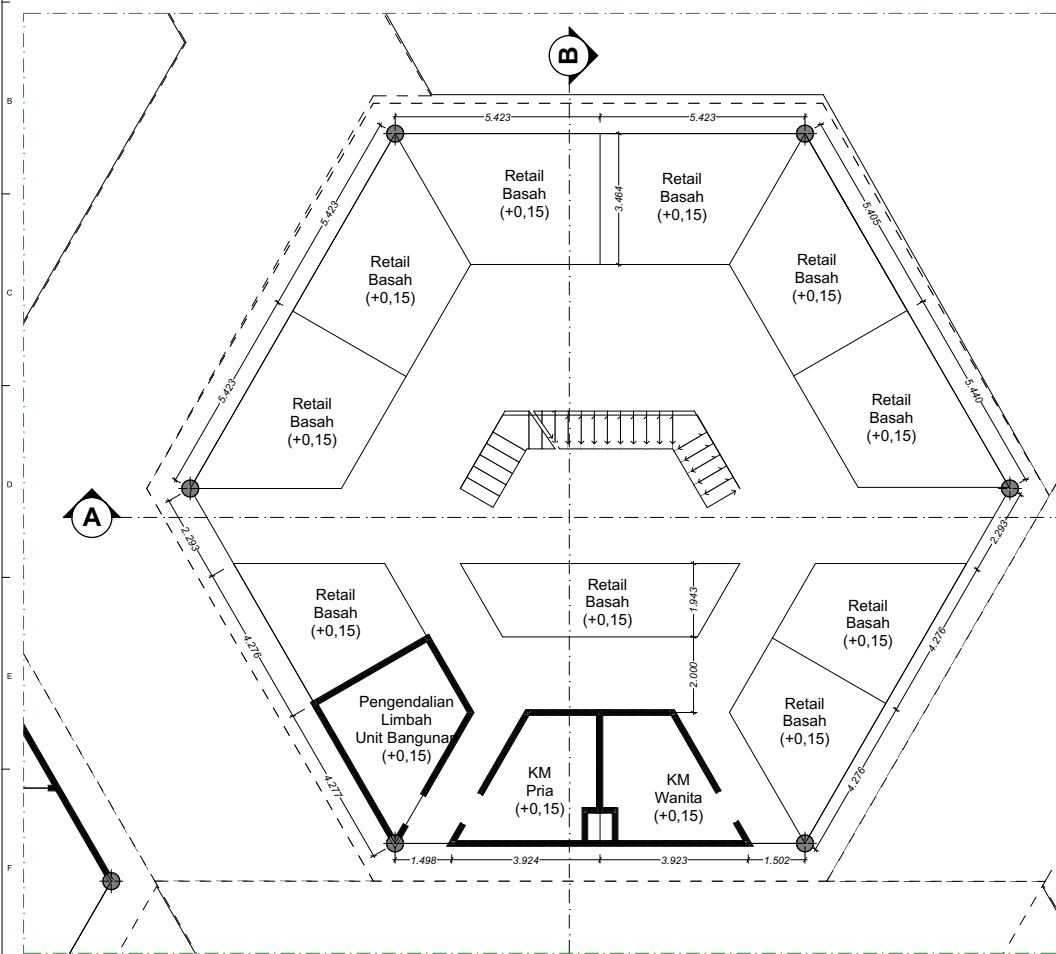 B
B
5.423
5.423
Retail
Basah
(+0,15)
3.464
Retail
Basah
(+0,15)
5.423
5.405
Retail
Basah
(+0,15)
Retail
Basah
(+0,15)
C
5.423
5.440
Retail
Basah
(+0,15)
Retail
Basah
(+0,15)
D
A
2.293
2.293
Retail
Basah
(+0,15)
Retail
Basah
(+0,15)
1.943
Retail
Basah
(+0,15)
4.276
4.276
E
2.000
Pengendalian
Limbah
Unit Bangunan
(+0,15)
Retail
Basah
(+0,15)
4.277
4.276
KM
Pria
(+0,15)
KM
Wanita
(+0,15)
1.498
3.924
3.923
1.502
F